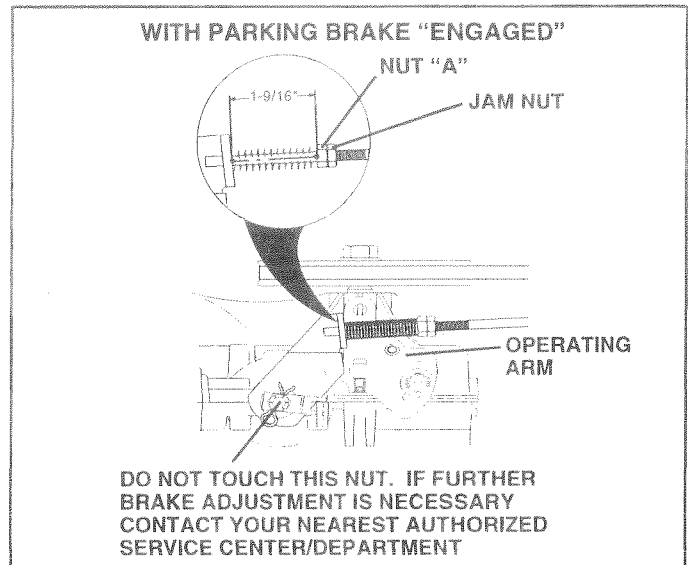 WITH PARKING BRAKE “ENGAGED”
NUT “A”
1-9/16"
JAM NUT
OPERATING
ARM
DO NOT TOUCH THIS NUT. IF FURTHER
BRAKE ADJUSTMENT IS NECESSARY
CONTACT YOUR NEAREST AUTHORIZED
SERVICE CENTER/DEPARTMENT